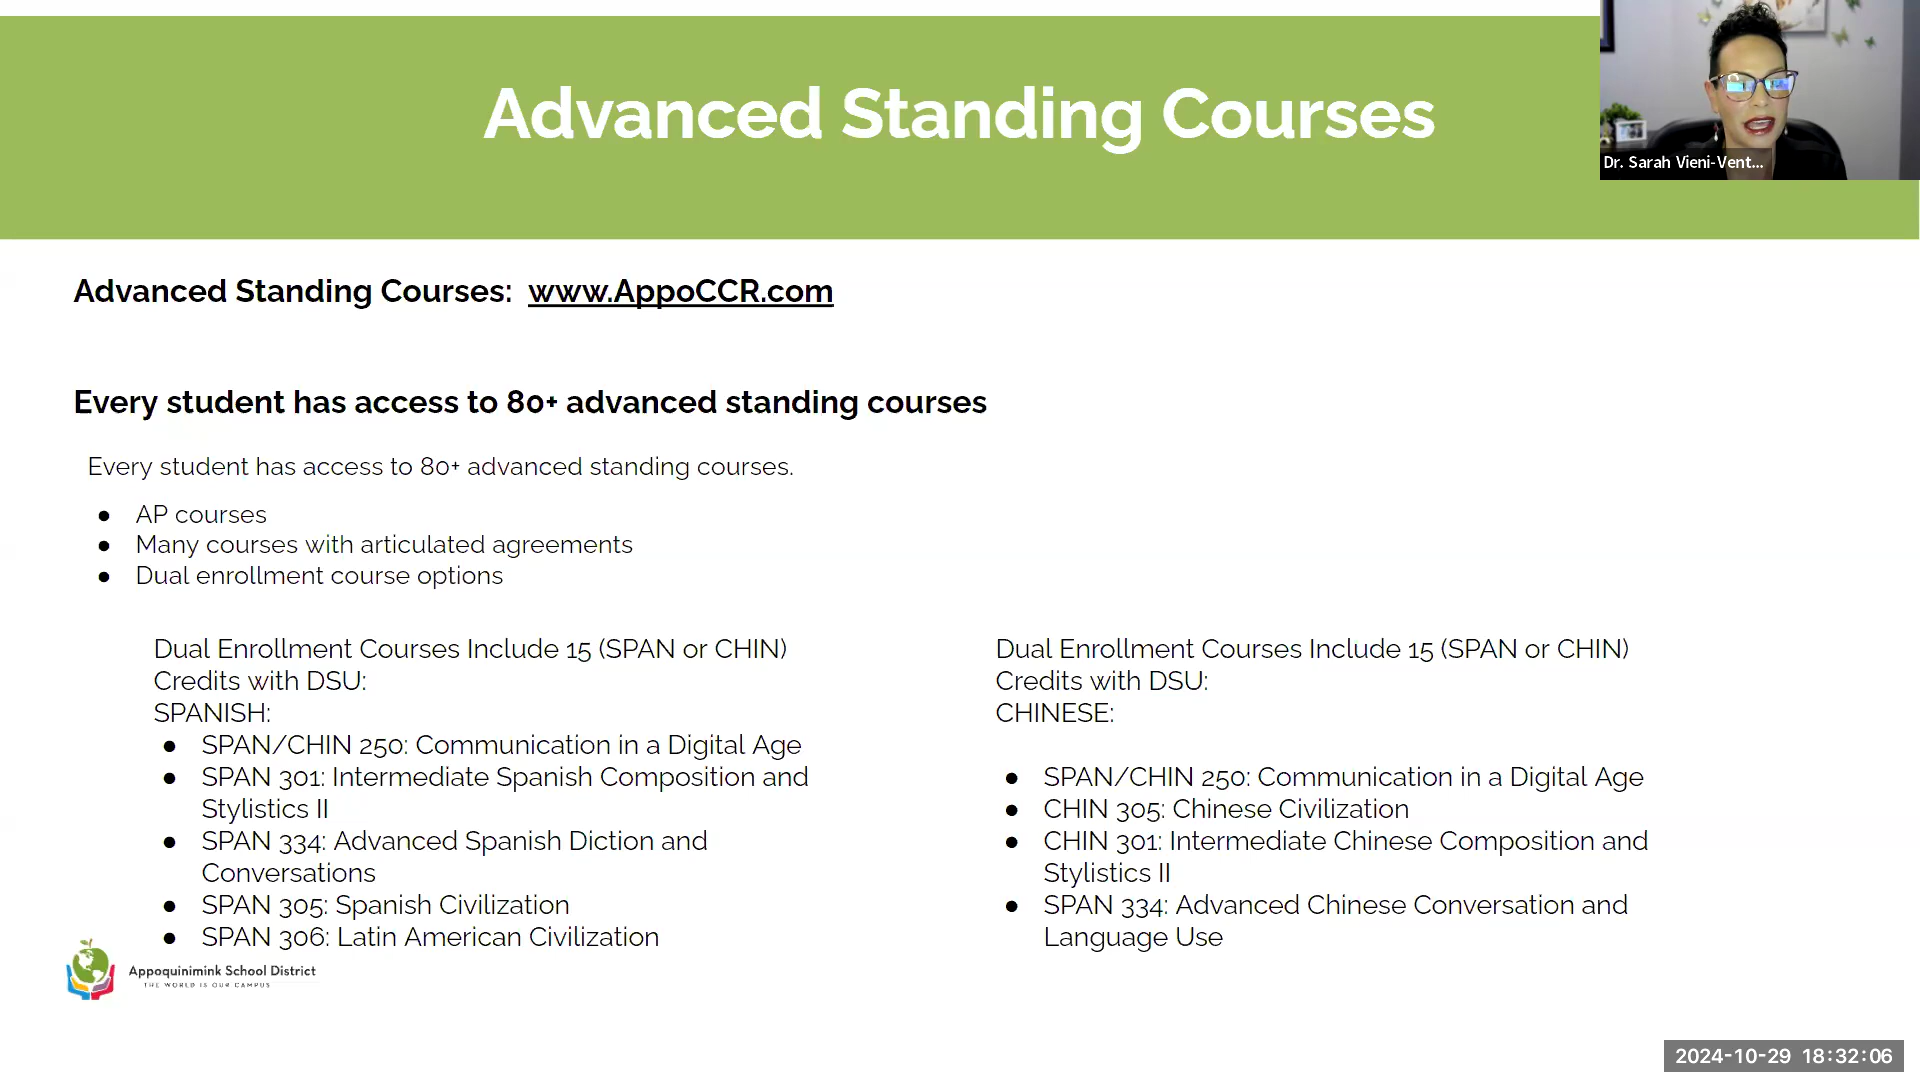 Advanced Standing Courses
Dr. Sarah Vieni-Vent...
Advanced Standing Courses: www.AppoCCR.com
Every student has access to 80+ advanced standing courses
Every student has access to 80+ advanced standing courses.
● AP courses
● Many courses with articulated agreements
● Dual enrollment course options
Dual Enrollment Courses Include 15 (SPAN or CHIN)
Credits with DSU:
SPANISH:
● SPAN/CHIN 250: Communication in a Digital Age
● SPAN 301: Intermediate Spanish Composition and
Stylistics II
● SPAN 334: Advanced Spanish Diction and
Conversations
● SPAN 305: Spanish Civilization
● SPAN 306: Latin American Civilization
Dual Enrollment Courses Include 15 (SPAN or CHIN)
Credits with DSU:
CHINESE:
● SPAN/CHIN 250: Communication in a Digital Age
● CHIN 305: Chinese Civilization
● CHIN 301: Intermediate Chinese Composition and
Stylistics II
● SPAN 334: Advanced Chinese Conversation and
Language Use
Appoquinimink School District
THE WORLD IS OUR CAMPUS
2024-10-29 18:32:06